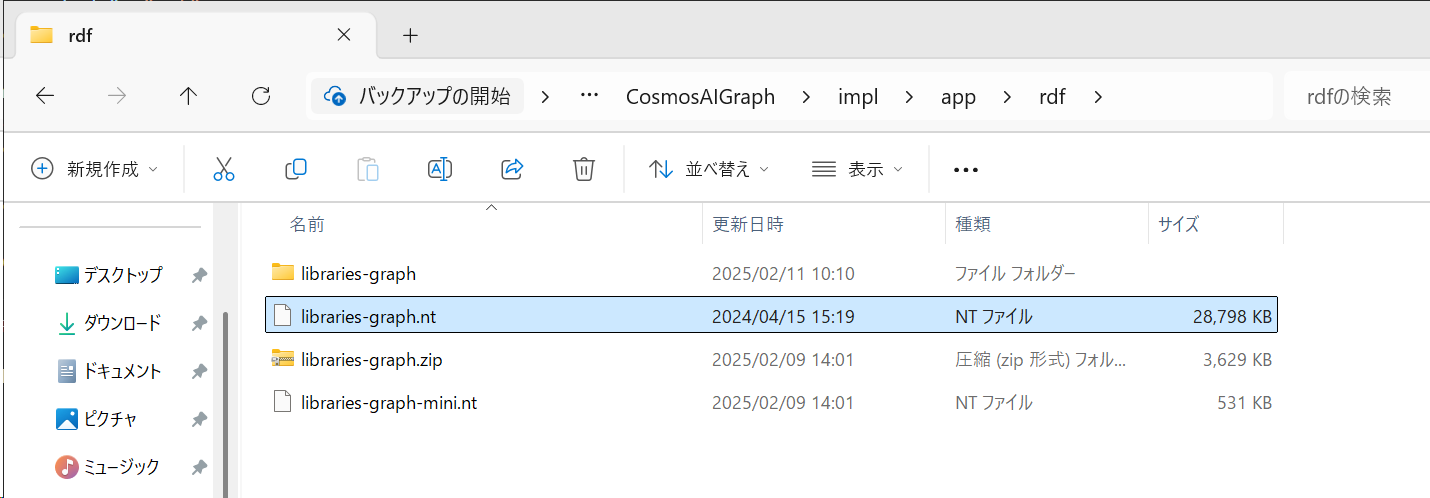 rdf
バックアップの開始 > ... CosmosAIGraph > impl > app > rdf > rdfの検索
新規作成 並べ替え 表示 ...
名前 更新日時 種類 サイズ
デスクトップ
ダウンロード
ドキュメント
ピクチャ
ミュージック
libraries-graph 2025/02/11 10:10 ファイル フォルダー
libraries-graph.nt 2024/04/15 15:19 NT ファイル 28,798 KB
libraries-graph.zip 2025/02/09 14:01 圧縮 (zip 形式) フォル... 3,629 KB
libraries-graph-mini.nt 2025/02/09 14:01 NT ファイル 531 KB